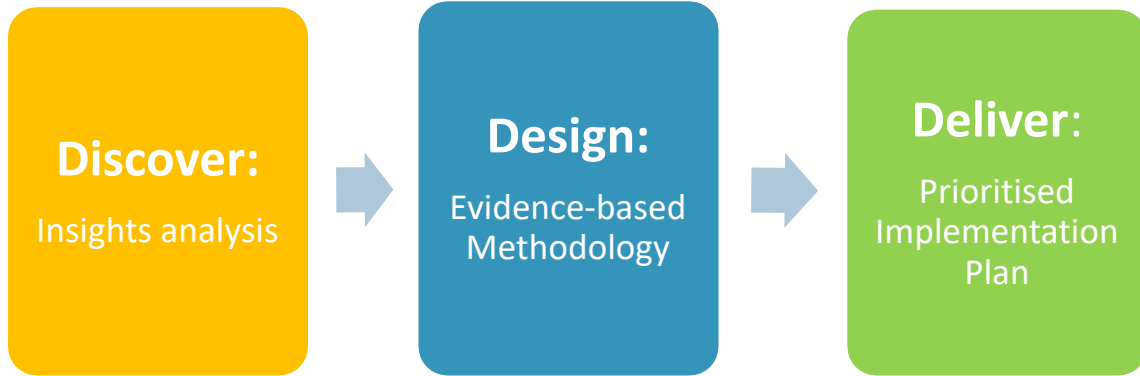 Discover:
Insights analysis
Design:
Evidence-based
Methodology
Deliver:
Prioritised
Implementation
Plan